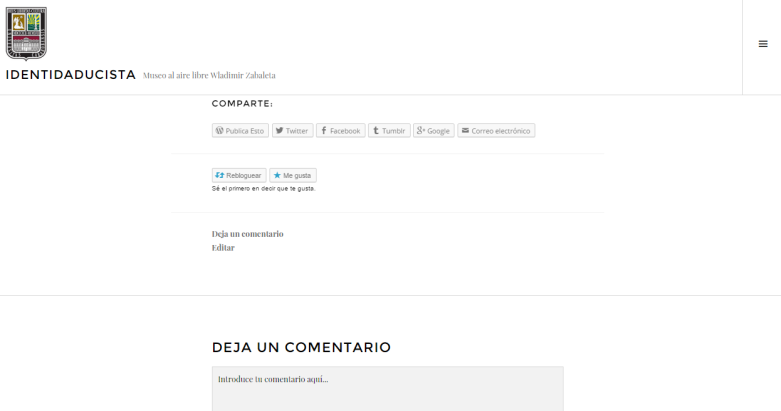 IDENTIDADUCISTA Museo al aire libre Wladimir Zabaleta
COMPARTE:
Publica Esto Twitter Facebook Tumblr Google Correo electrónico
Rebloguear Me gusta
Sé el primero en decir que te gusta.
Deja un comentario
Editar
DEJA UN COMENTARIO
Introduce tu comentario aquí...